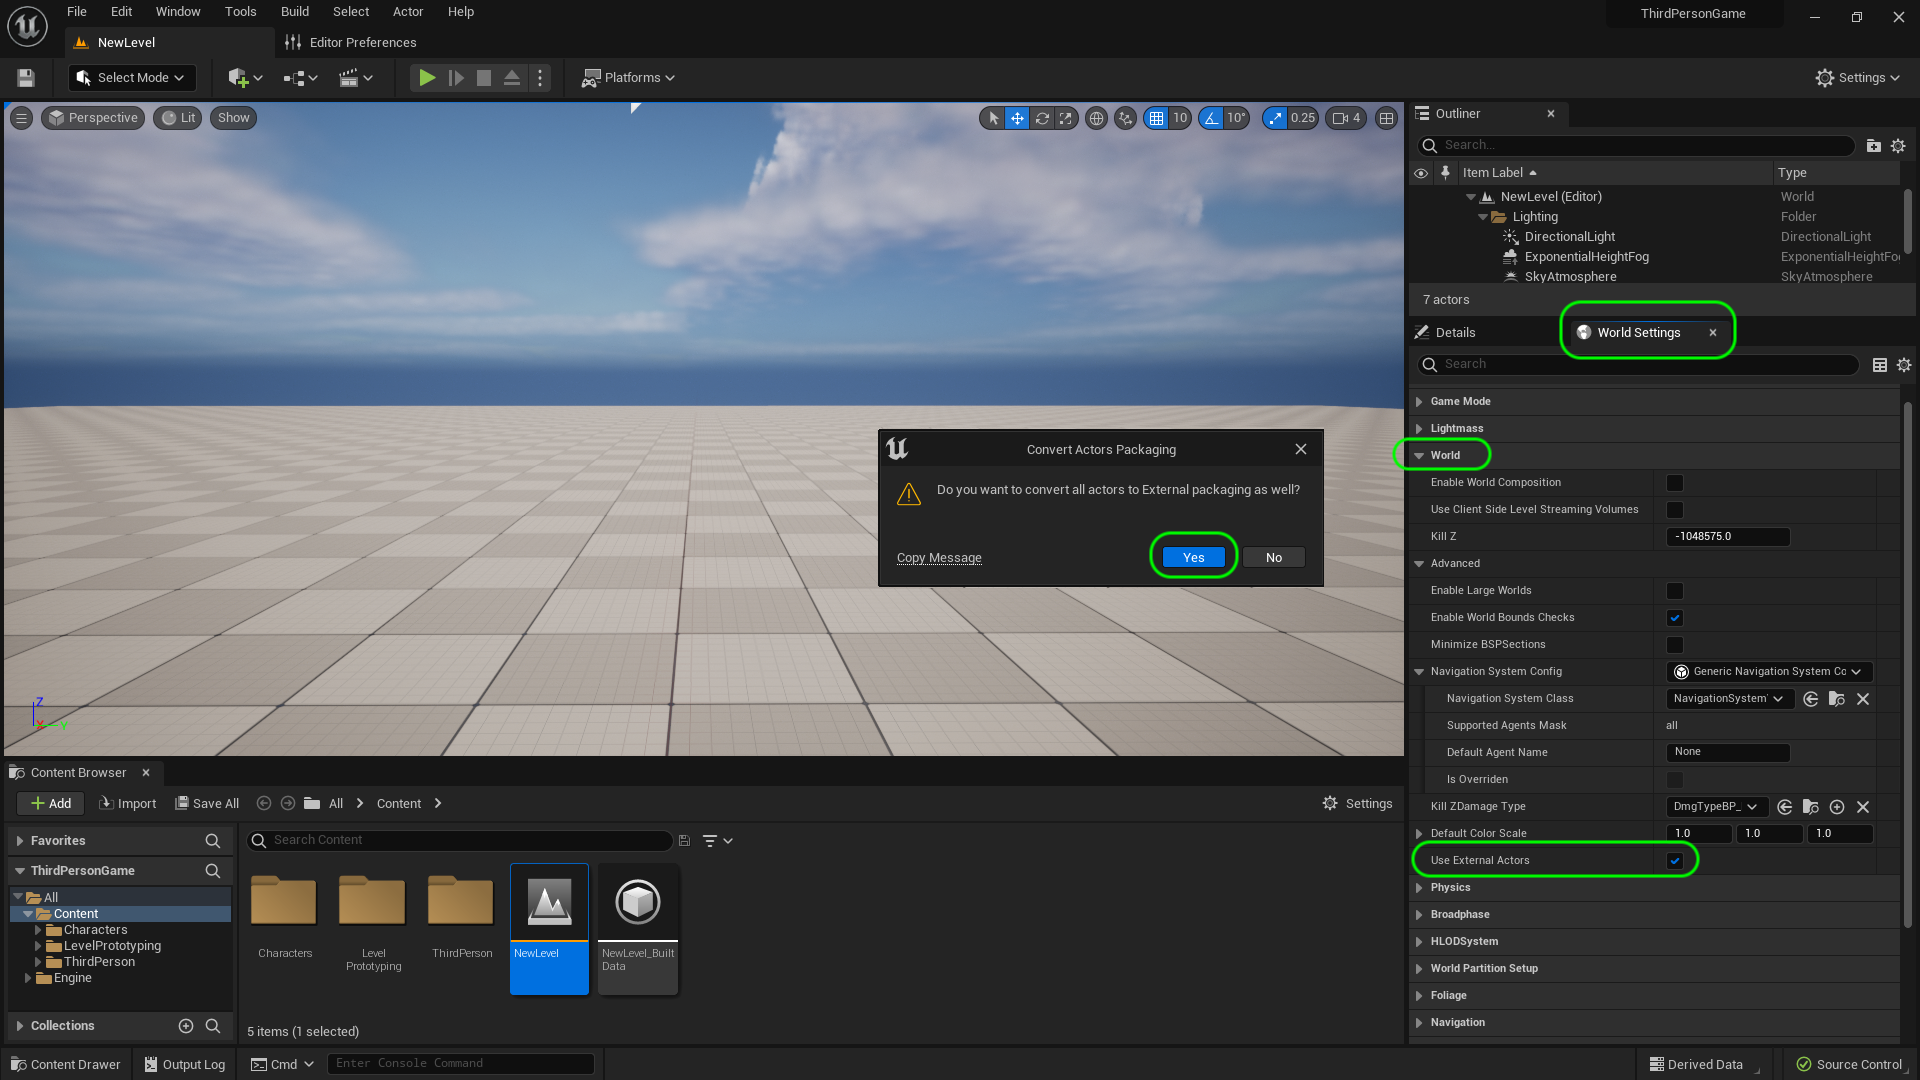 File Edit Window Tools Build Select Actor Help
ThirdPersonGame
NewLevel
Editor Preferences
Select Mode
Platforms
Settings
Perspective
Lit
Show
10
10°
0.25
4
Outliner
Search...
Item Label
Type
NewLevel (Editor)
World
Lighting
Folder
DirectionalLight
DirectionalLight
ExponentialHeightFog
ExponentialHeightFo
SkyAtmosphere
SkyAtmosphere
7 actors
Details
World Settings
Search
Game Mode
Lightmass
World
Enable World Composition
Use Client Side Level Streaming Volumes
Kill Z
-1048575.0
Advanced
Enable Large Worlds
Enable World Bounds Checks
Minimize BSPSections
Navigation System Config
Generic Navigation System Co
Navigation System Class
NavigationSystem
Supported Agents Mask
all
Default Agent Name
None
Is Overriden
Kill ZDamage Type
DmgTypeBP_
Default Color Scale
1.0
1.0
1.0
Use External Actors
Physics
Broadphase
HLODSystem
World Partition Setup
Foliage
Navigation
Convert Actors Packaging
Do you want to convert all actors to External packaging as well?
Copy Message
Yes
No
Z
X
Y
Content Browser
Add
Import
Save All
All
Content
Settings
Favorites
ThirdPersonGame
All
Content
Characters
LevelPrototyping
ThirdPerson
Engine
Collections
Search Content
Characters
Level
Prototyping
ThirdPerson
NewLevel
NewLevel_Built
Data
5 items (1 selected)
Content Drawer
Output Log
Cmd
Enter Console Command
Derived Data
Source Control